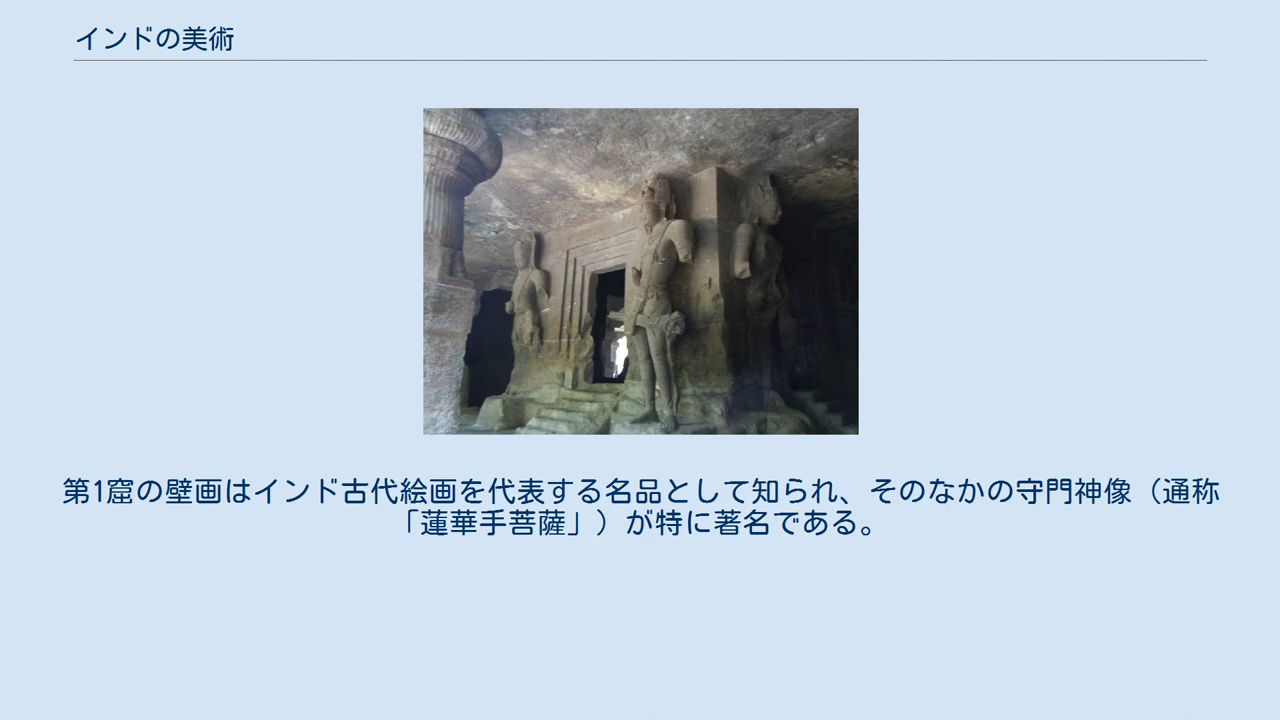 インドの美術
第1窟の壁画はインド古代絵画を代表する名品として知られ、そのなかの守門神像（通称
「蓮華手菩薩」）が特に著名である。